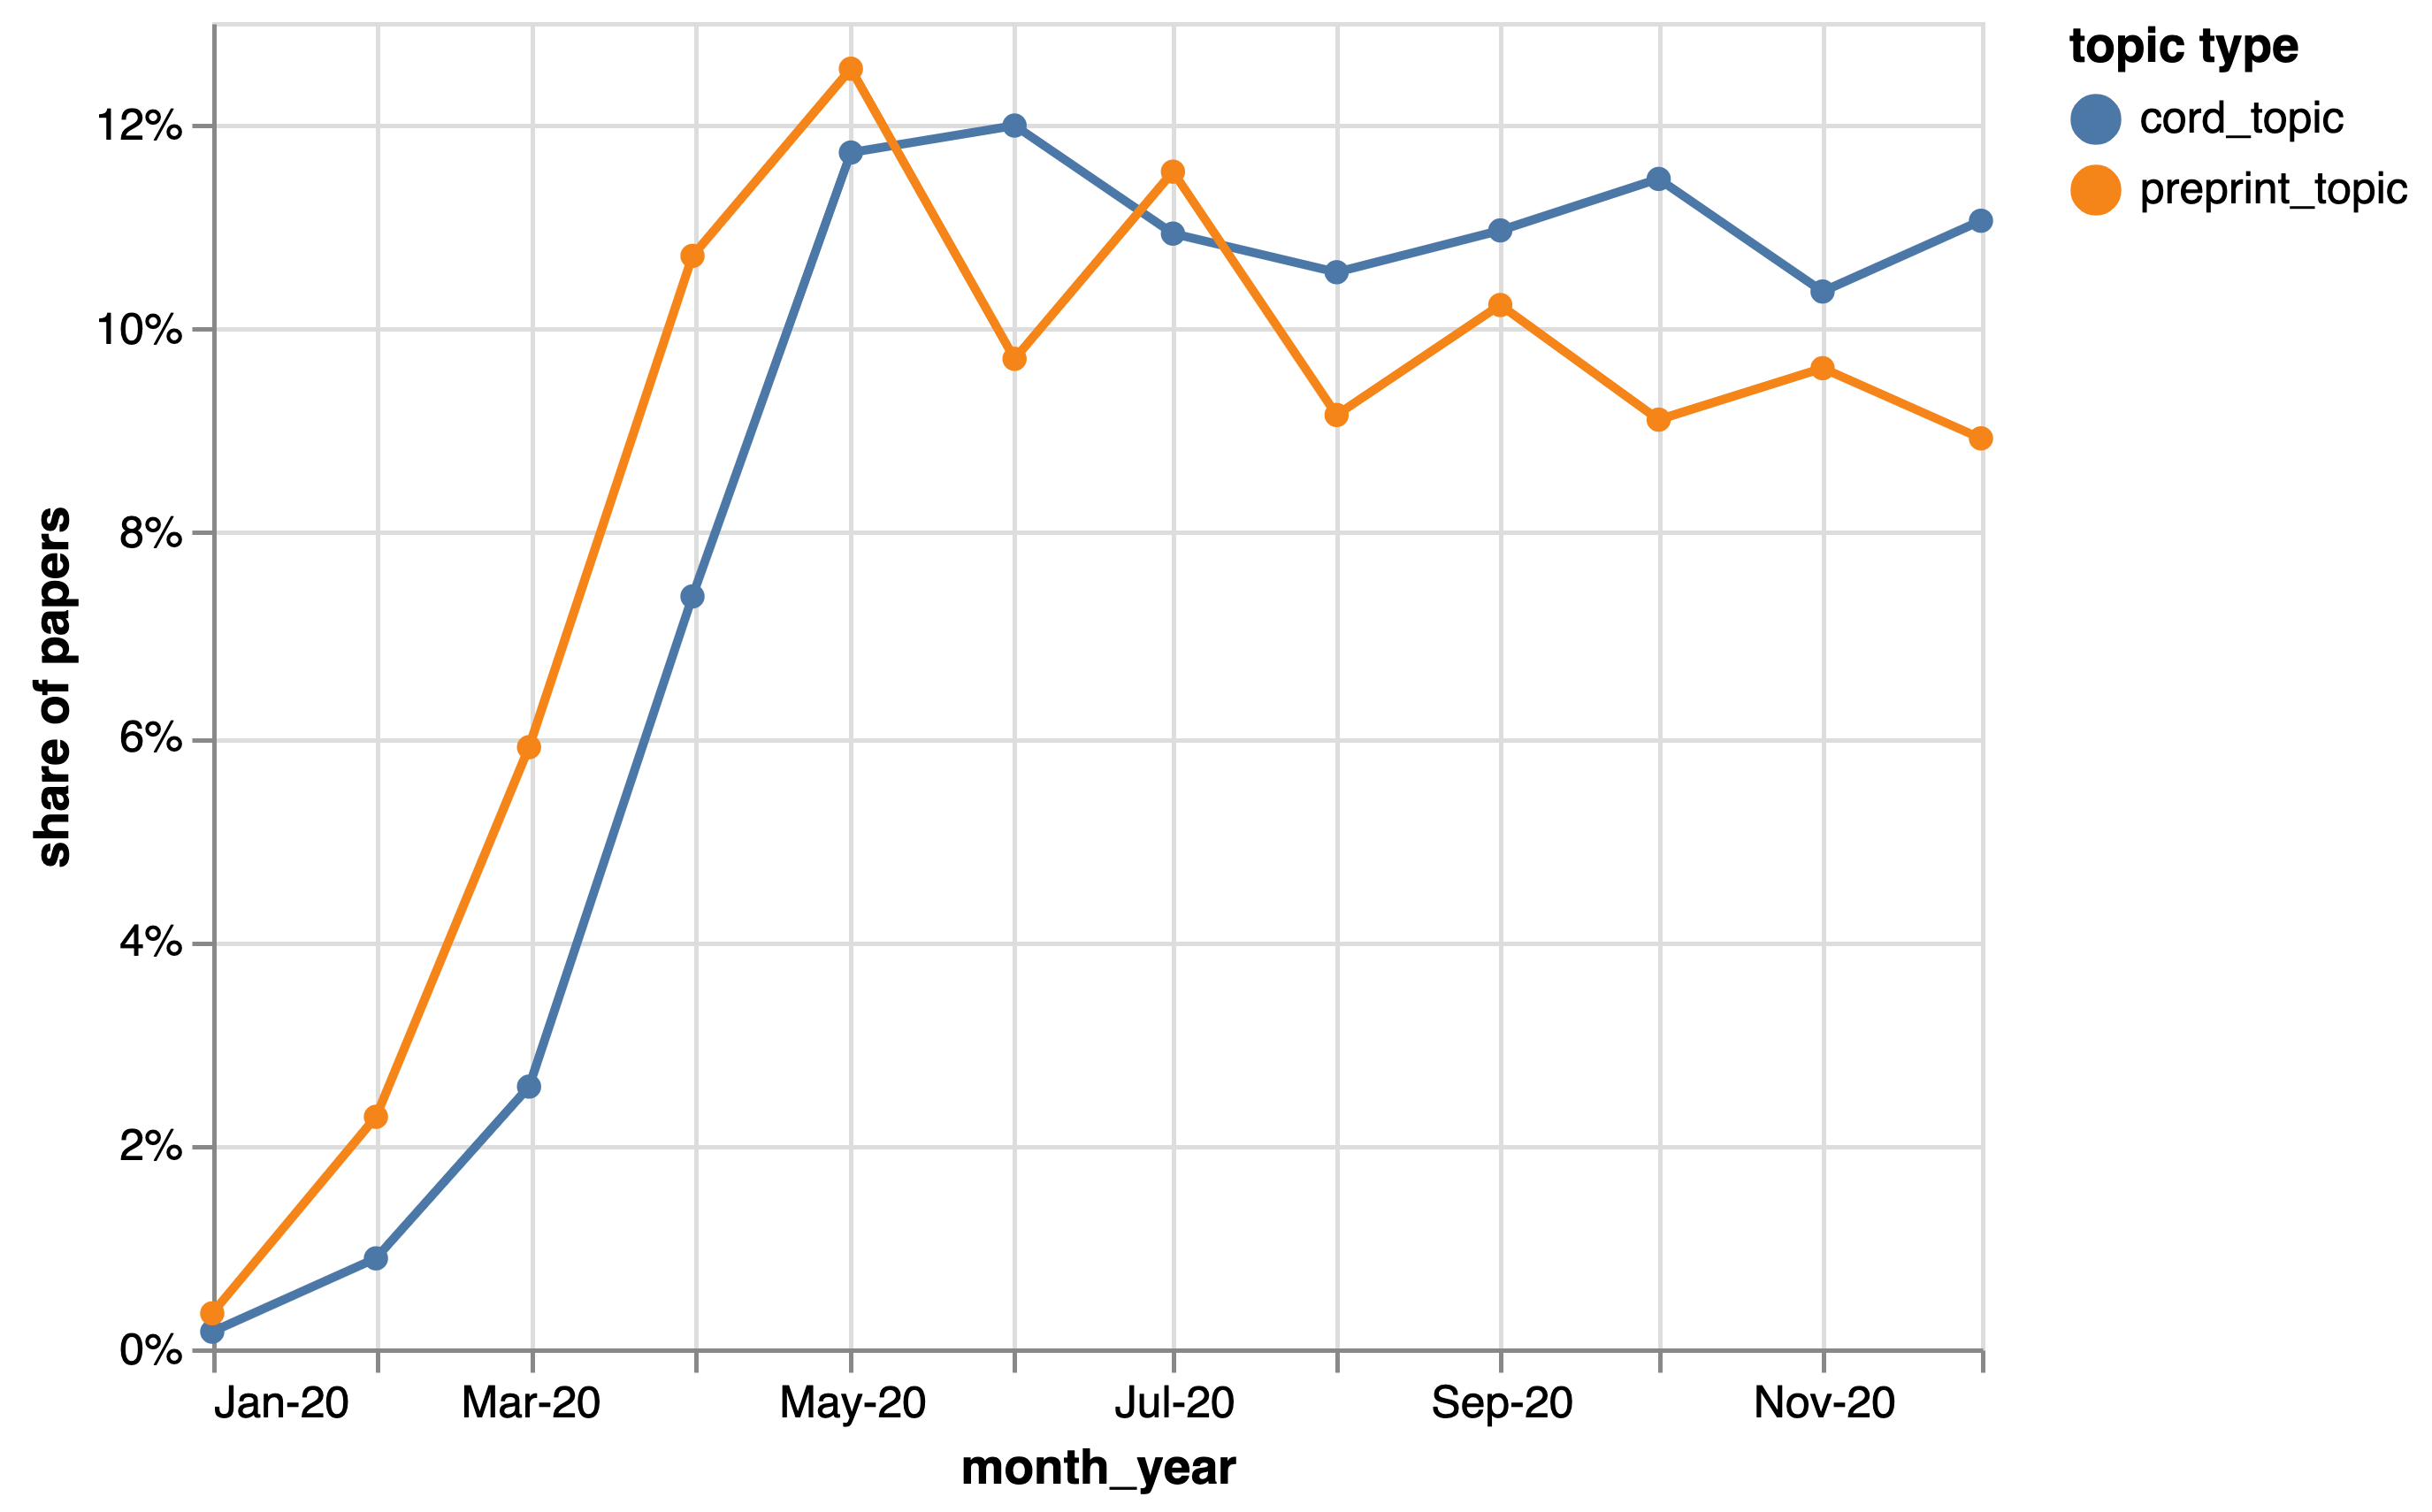 topic type
cord_topic
preprint_topic
12%
10%
8%
6%
4%
2%
0%
share of papers
Jan-20 Mar-20 May-20 Jul-20 Sep-20 Nov-20
month_year